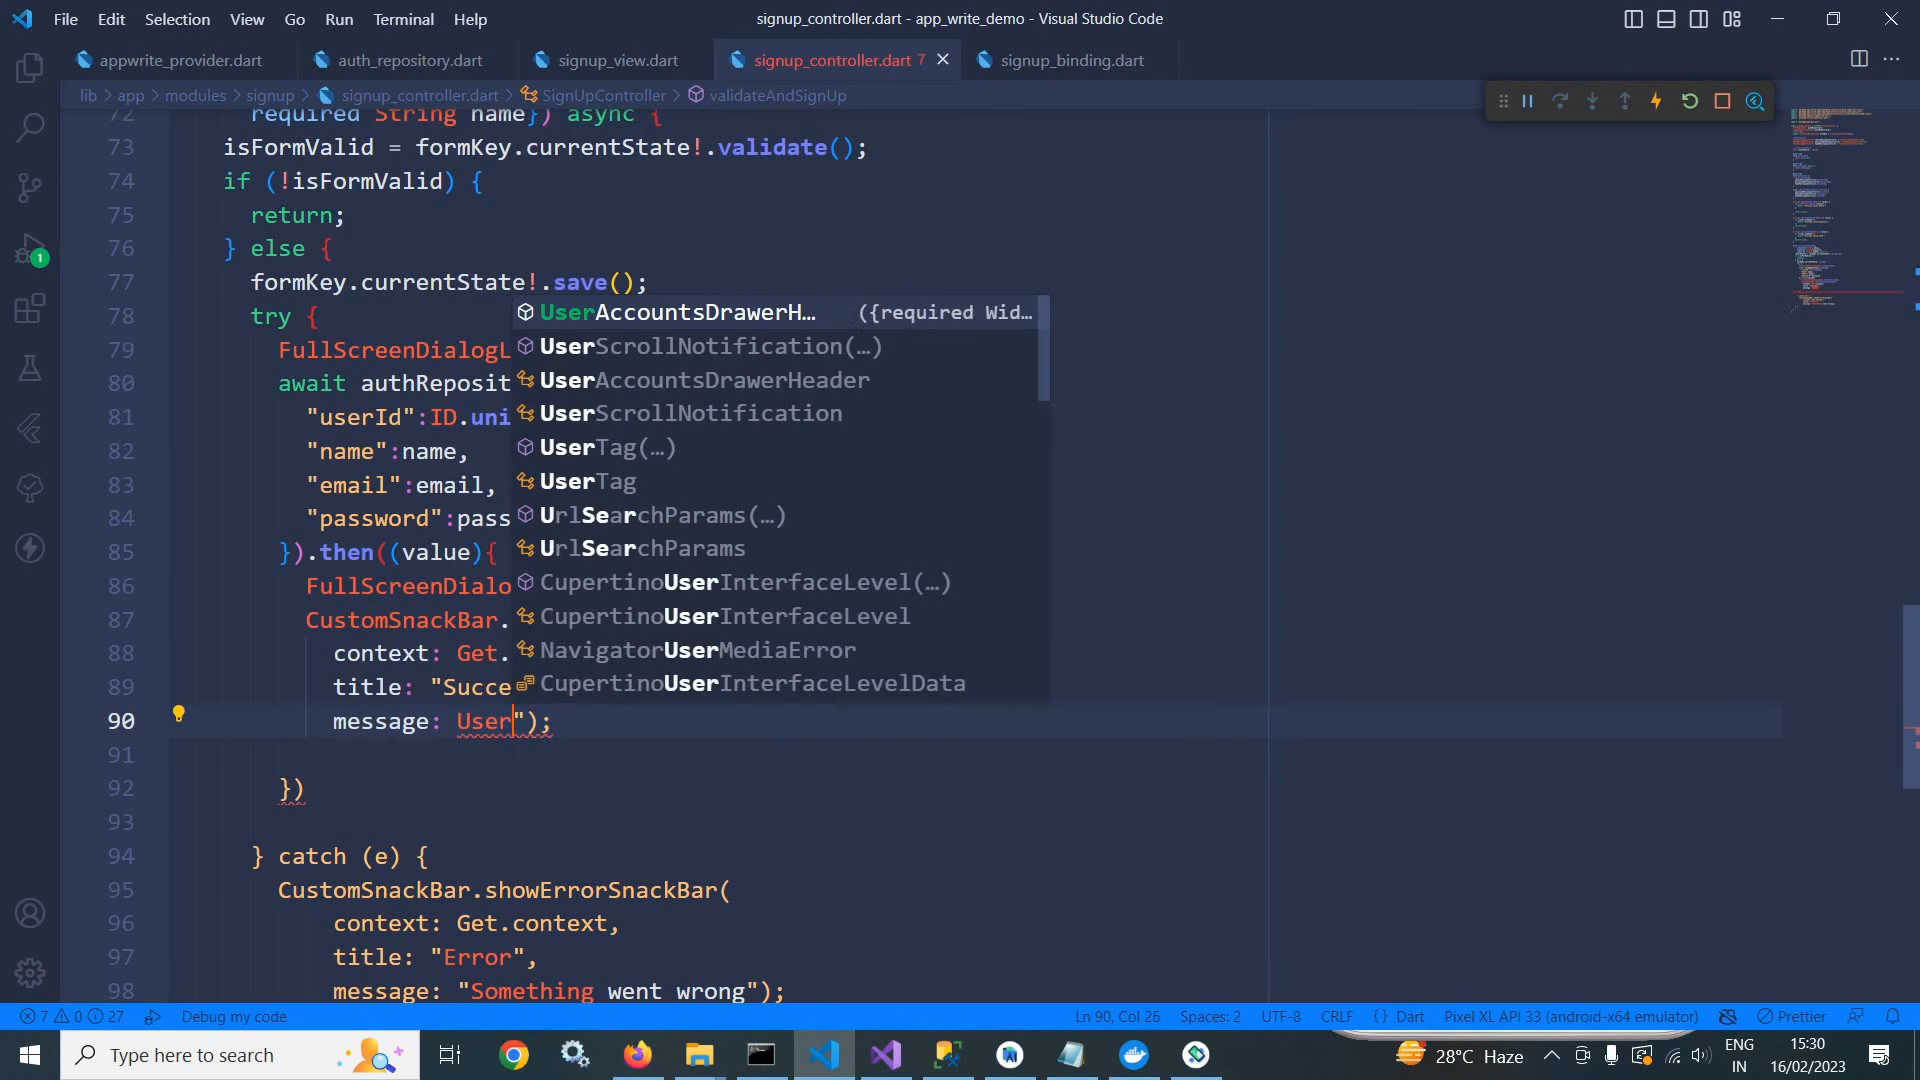 File Edit Selection View Go Run Terminal Help
signup_controller.dart - app_write_demo - Visual Studio Code
appwrite_provider.dart
auth_repository.dart
signup_view.dart
signup_controller.dart 7
signup_binding.dart
lib > app > modules > signup > signup_controller.dart > SignUpController > validateAndSignUp
72 required String name}) async {
73 isFormValid = formKey.currentState!.validate();
74 if (!isFormValid) {
75 return;
76 } else {
77 formKey.currentState!.save();
78 try {
79 FullScreenDialogL
80 await authReposit
81 "userId":ID.uni
82 "name":name,
83 "email":email,
84 "password":pass
85 }).then((value){
86 FullScreenDialo
87 CustomSnackBar.
88 context: Get.
89 title: "Succe
90 message: User");
91
92 })
93
94 } catch (e) {
95 CustomSnackBar.showErrorSnackBar(
96 context: Get.context,
97 title: "Error",
98 message: "Something went wrong");
UserAccountsDrawerH… ({required Wid…
UserScrollNotification(…)
UserAccountsDrawerHeader
UserScrollNotification
UserTag(…)
UserTag
UrlSearchParams(…)
UrlSearchParams
CupertinoUserInterfaceLevel(…)
CupertinoUserInterfaceLevel
NavigatorUserMediaError
CupertinoUserInterfaceLevelData
1
7 0 27 Debug my code
Ln 90, Col 26 Spaces: 2 UTF-8 CRLF {} Dart Pixel XL API 33 (android-x64 emulator) Prettier
Type here to search
28°C Haze
ENG
IN
15:30
16/02/2023